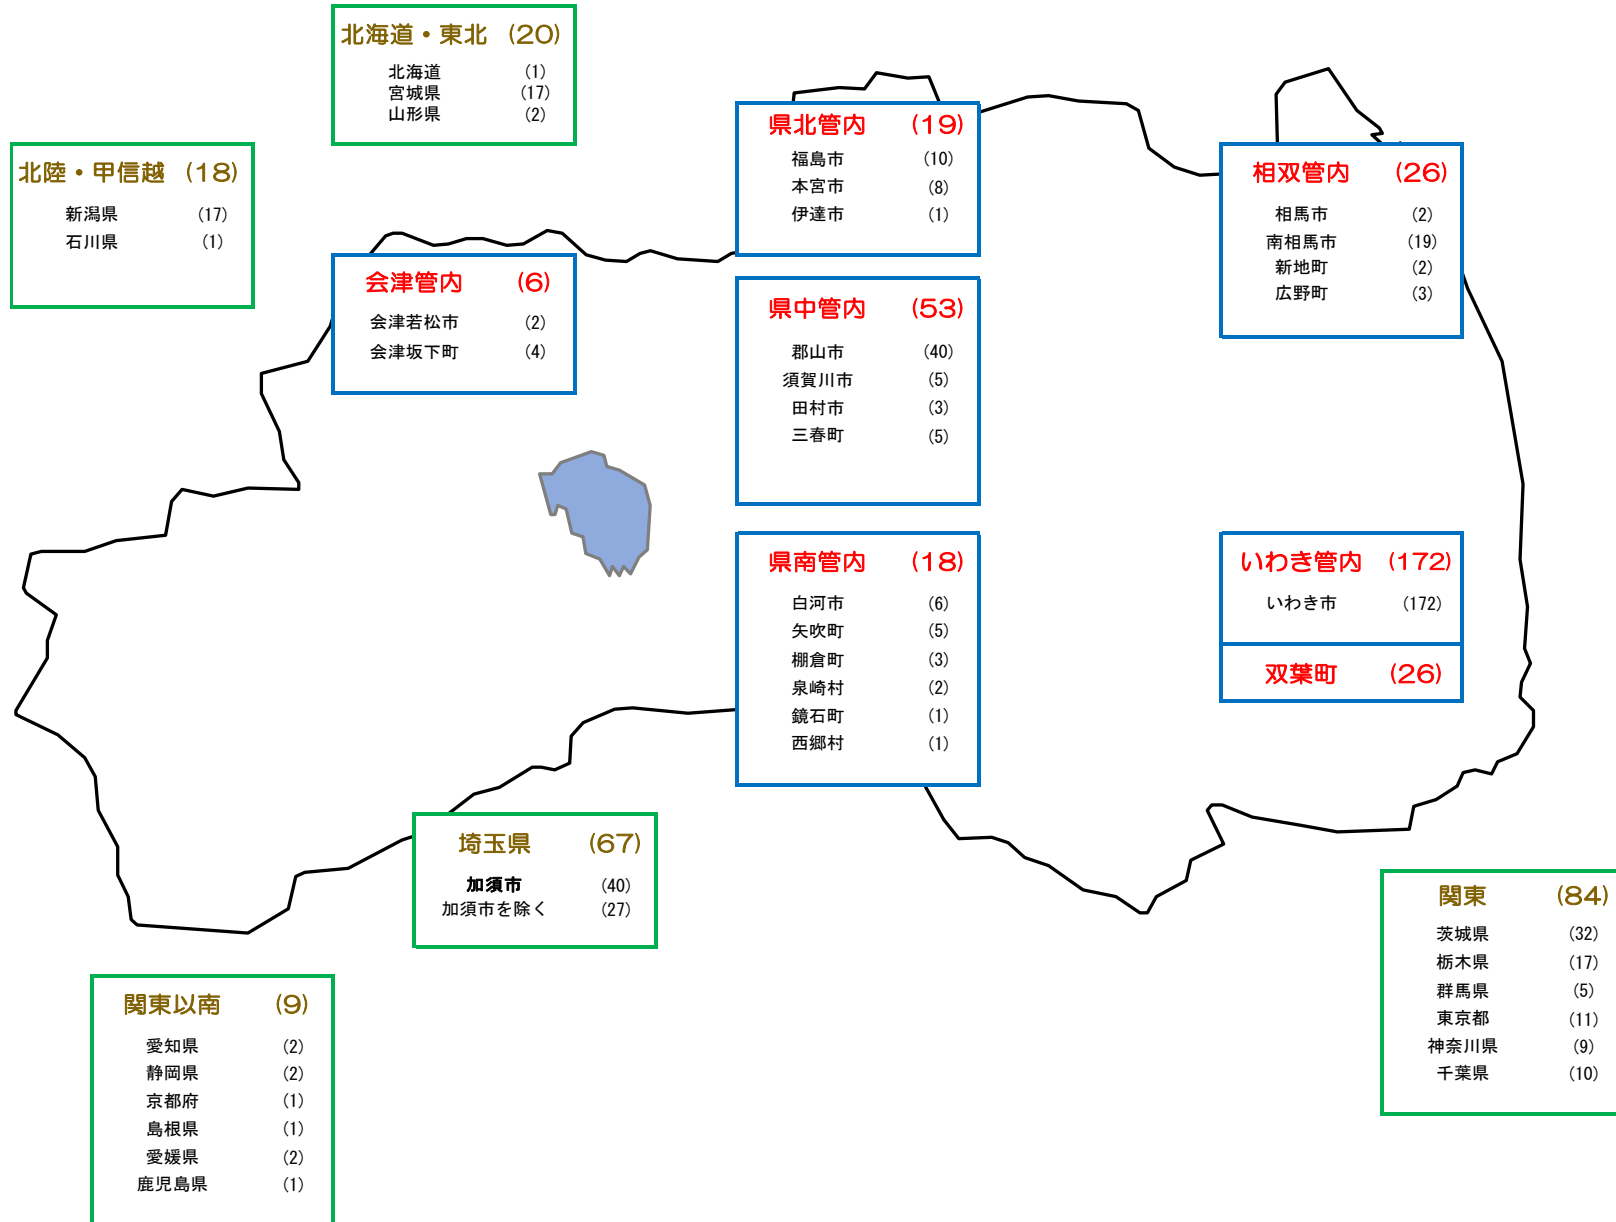 北海道・東北 (20)
北海道 (1)
宮城県 (17)
山形県 (2)
北陸・甲信越 (18)
新潟県 (17)
石川県 (1)
県北管内 (19)
福島市 (10)
本宮市 (8)
伊達市 (1)
相双管内 (26)
相馬市 (2)
南相馬市 (19)
新地町 (2)
広野町 (3)
会津管内 (6)
会津若松市 (2)
会津坂下町 (4)
県中管内 (53)
郡山市 (40)
須賀川市 (5)
田村市 (3)
三春町 (5)
県南管内 (18)
白河市 (6)
矢吹町 (5)
棚倉町 (3)
泉崎村 (2)
鏡石町 (1)
西郷村 (1)
いわき管内 (172)
いわき市 (172)
双葉町 (26)
埼玉県 (67)
加須市 (40)
加須市を除く (27)
関東 (84)
茨城県 (32)
栃木県 (17)
群馬県 (5)
東京都 (11)
神奈川県 (9)
千葉県 (10)
関東以南 (9)
愛知県 (2)
静岡県 (2)
京都府 (1)
島根県 (1)
愛媛県 (2)
鹿児島県 (1)